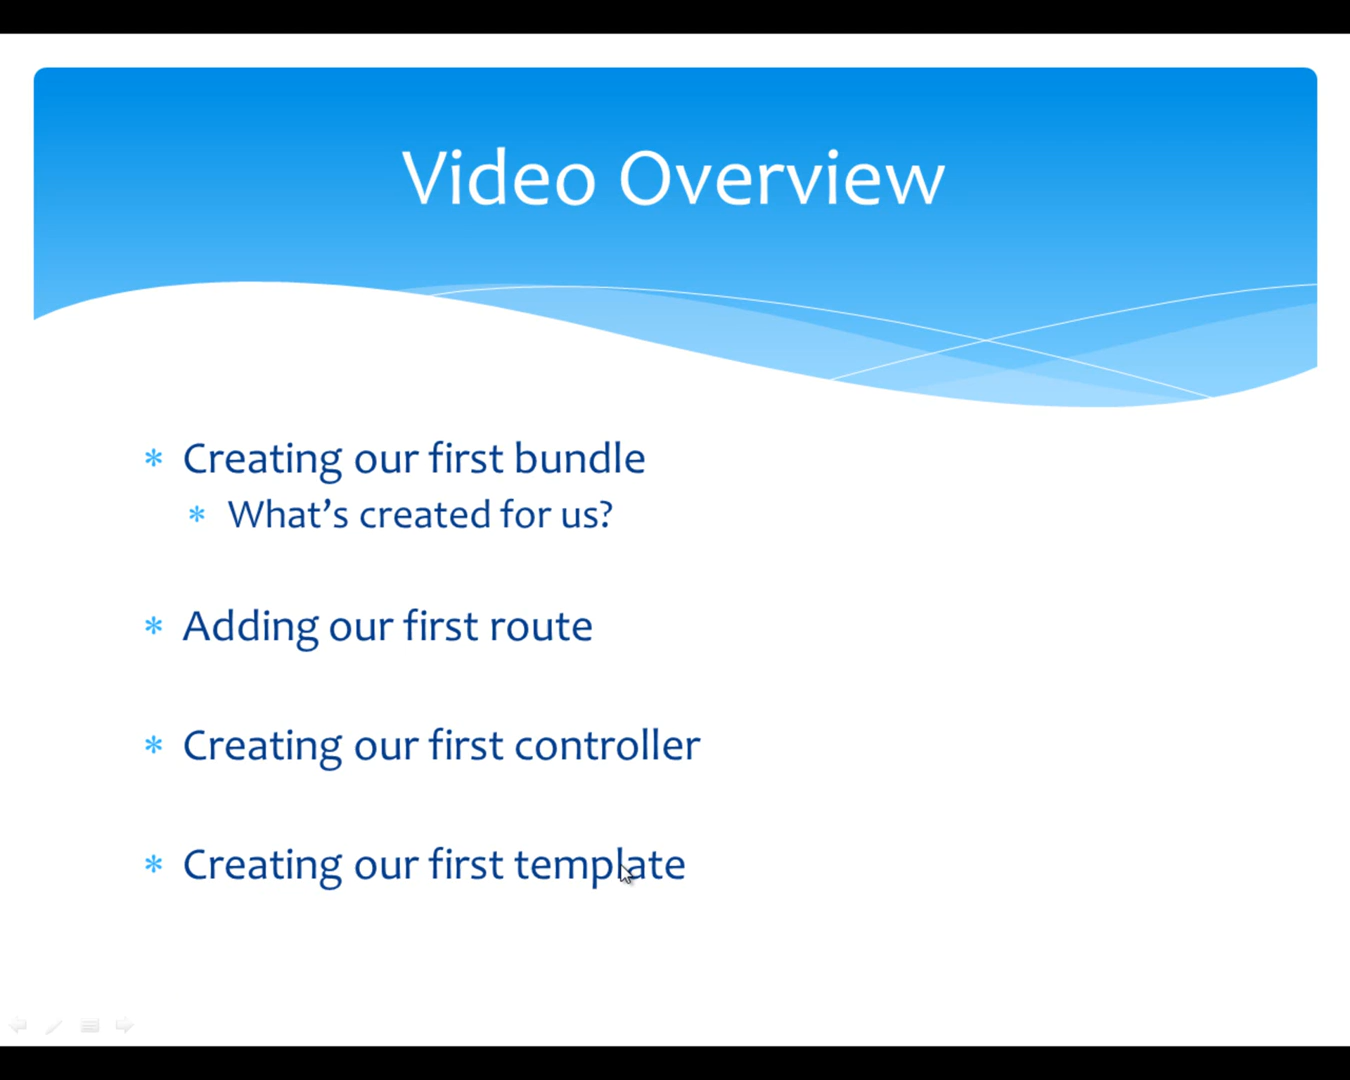 Video Overview
* Creating our first bundle
* What’s created for us?
* Adding our first route
* Creating our first controller
* Creating our first template